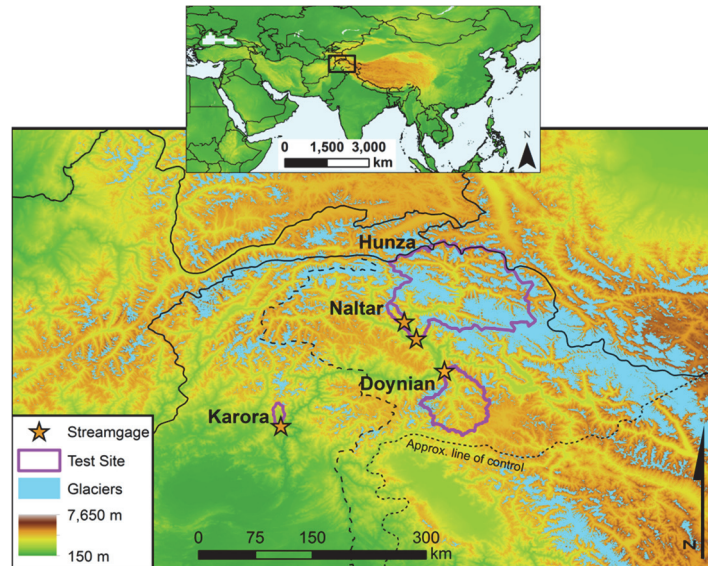 N
0 1,500 3,000
km
Hunza
Naltar
Doynian
Karora
Approx. line of control
Streamgage
Test Site
Glaciers
7,650 m
150 m
0 75 150 300
km
N